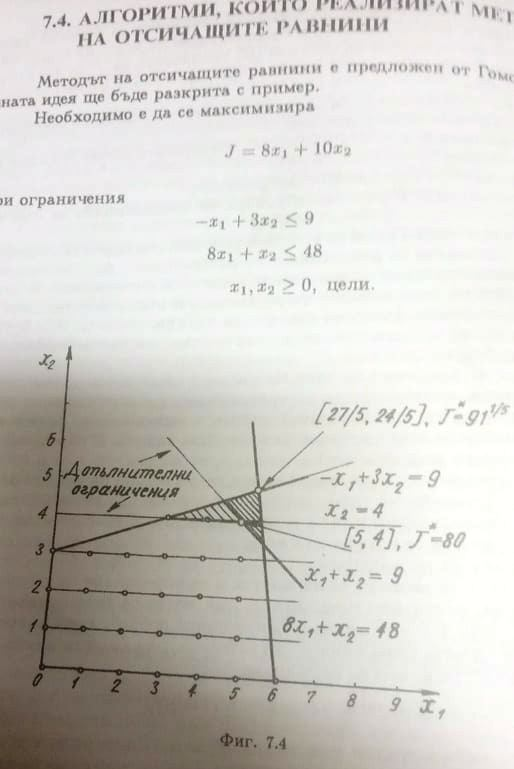 7.4. АЛГОРИТМИ, КОИТО РЕАЛИЗИРАТ МЕТ
НА ОТСИЧАЩИТЕ РАВНИНИ
Методът на отсичащите равнини е предложен от Гомо
ната идея ще бъде разкрита с пример.
Необходимо е да се максимизира
J = 8x₁ + 10x₂
ри ограничения
−x₁ + 3x₂ ≤ 9
8x₁ + x₂ ≤ 48
x₁, x₂ ≥ 0, цели.
x₂
[27/5, 24/5], J*=91 1/5
6
Допълнителни
ограничения
5
−x₁+3x₂=9
x₂=4
4
[5, 4], J*=80
3
x₁+x₂=9
2
8x₁+x₂=48
1
0 1 2 3 4 5 6 7 8 9 x₁
Фиг. 7.4